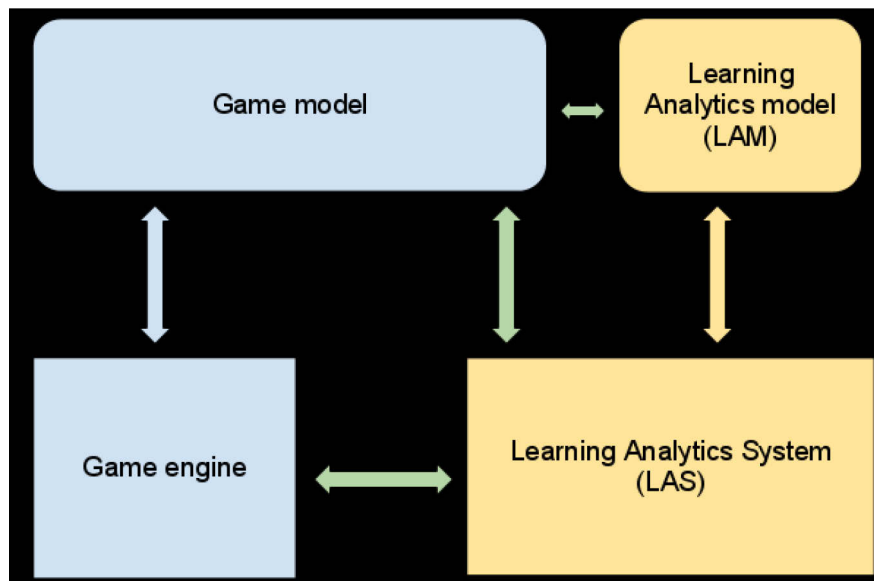 Game model
Learning
Analytics model
(LAM)
Game engine
Learning Analytics System
(LAS)